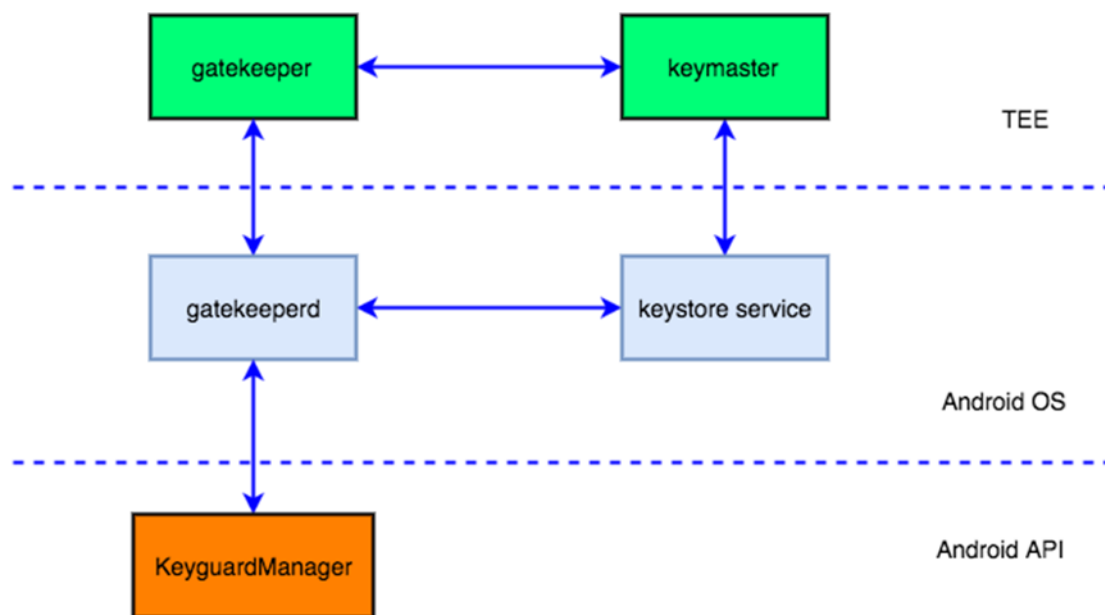 gatekeeper
keymaster
TEE
gatekeeperd
keystore service
Android OS
KeyguardManager
Android API